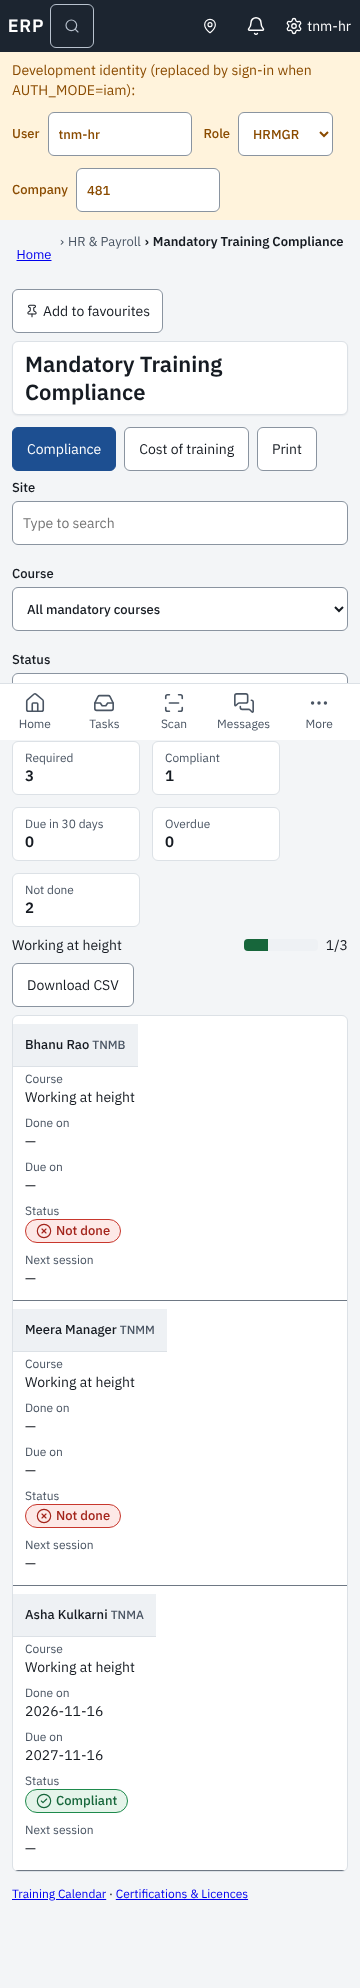 ERP
tnm-hr
Development identity (replaced by sign-in when
AUTH_MODE=iam):
User tnm-hr Role HRMGR
Company 481
Home › HR & Payroll › Mandatory Training Compliance
Add to favourites
Mandatory Training
Compliance
Compliance Cost of training Print
Site
Type to search
Course
All mandatory courses
Status
Home Tasks Scan Messages More
Required Compliant
3 1
Due in 30 days Overdue
0 0
Not done
2
Working at height 1/3
Download CSV
Bhanu Rao TNMB
Course
Working at height
Done on
—
Due on
—
Status
Not done
Next session
—
Meera Manager TNMM
Course
Working at height
Done on
—
Due on
—
Status
Not done
Next session
—
Asha Kulkarni TNMA
Course
Working at height
Done on
2026-11-16
Due on
2027-11-16
Status
Compliant
Next session
—
Training Calendar · Certifications & Licences